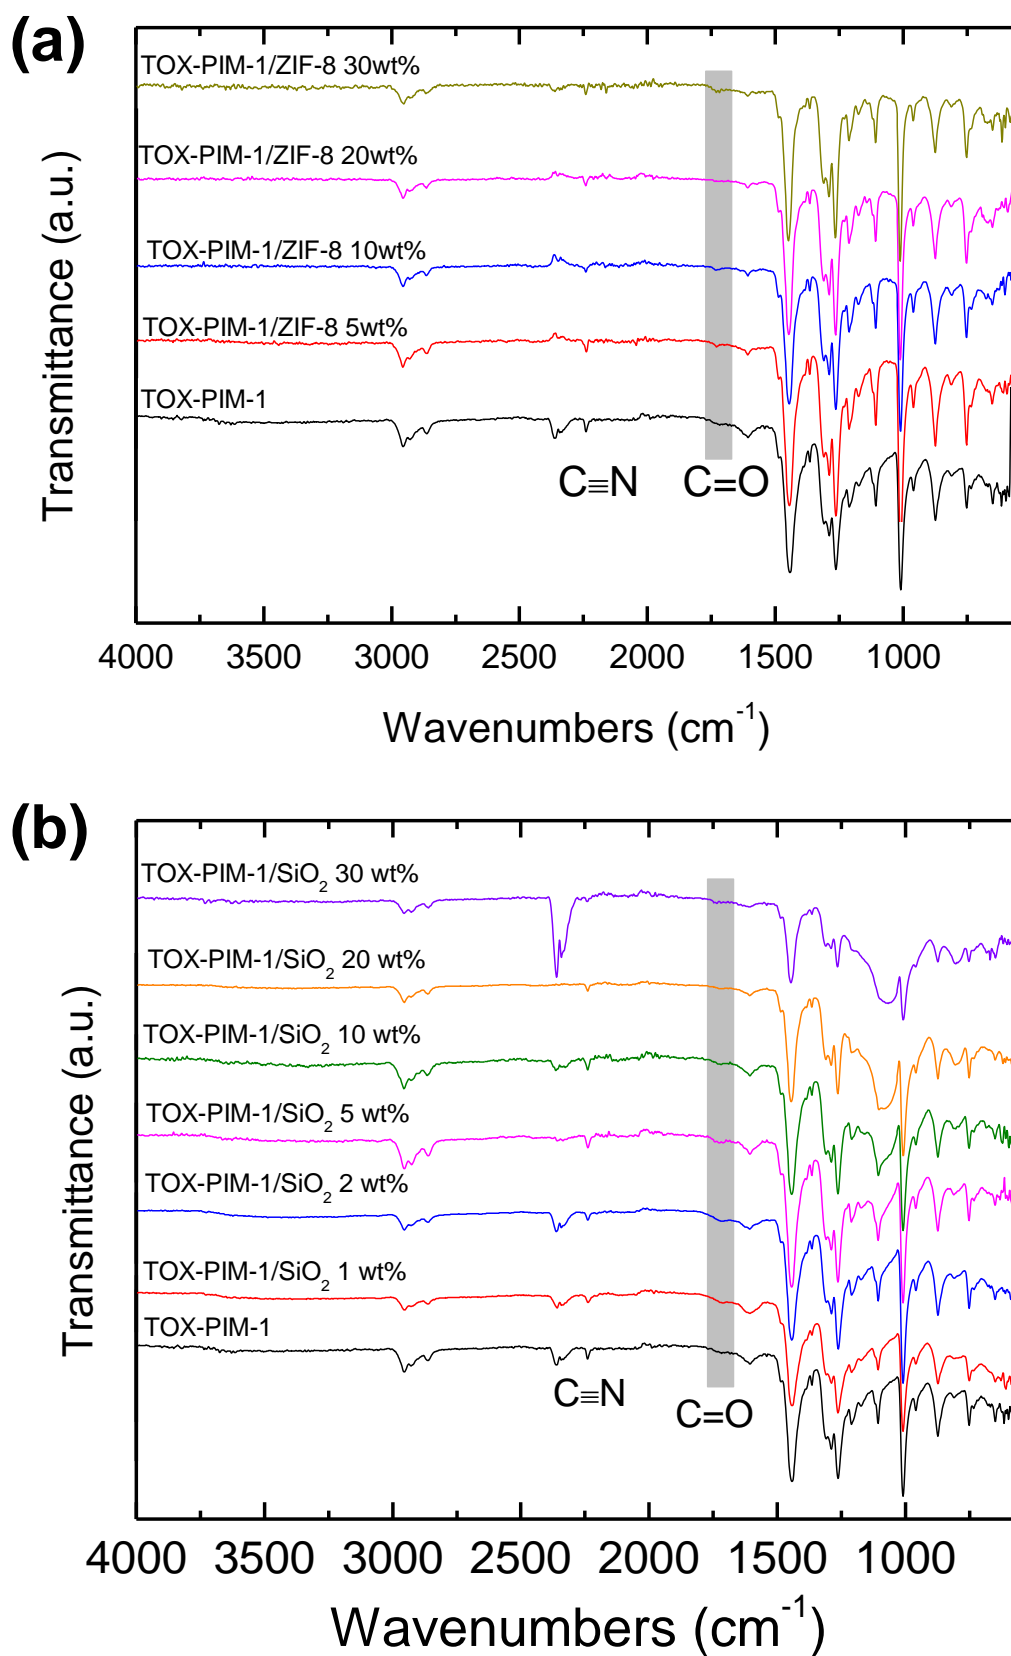 (a)
TOX-PIM-1/ZIF-8 30wt%
TOX-PIM-1/ZIF-8 20wt%
TOX-PIM-1/ZIF-8 10wt%
TOX-PIM-1/ZIF-8 5wt%
TOX-PIM-1
C≡N C=O
Transmittance (a.u.)
4000 3500 3000 2500 2000 1500 1000
Wavenumbers (cm⁻¹)
(b)
TOX-PIM-1/SiO₂ 30 wt%
TOX-PIM-1/SiO₂ 20 wt%
TOX-PIM-1/SiO₂ 10 wt%
TOX-PIM-1/SiO₂ 5 wt%
TOX-PIM-1/SiO₂ 2 wt%
TOX-PIM-1/SiO₂ 1 wt%
TOX-PIM-1
C≡N C=O
Transmittance (a.u.)
4000 3500 3000 2500 2000 1500 1000
Wavenumbers (cm⁻¹)